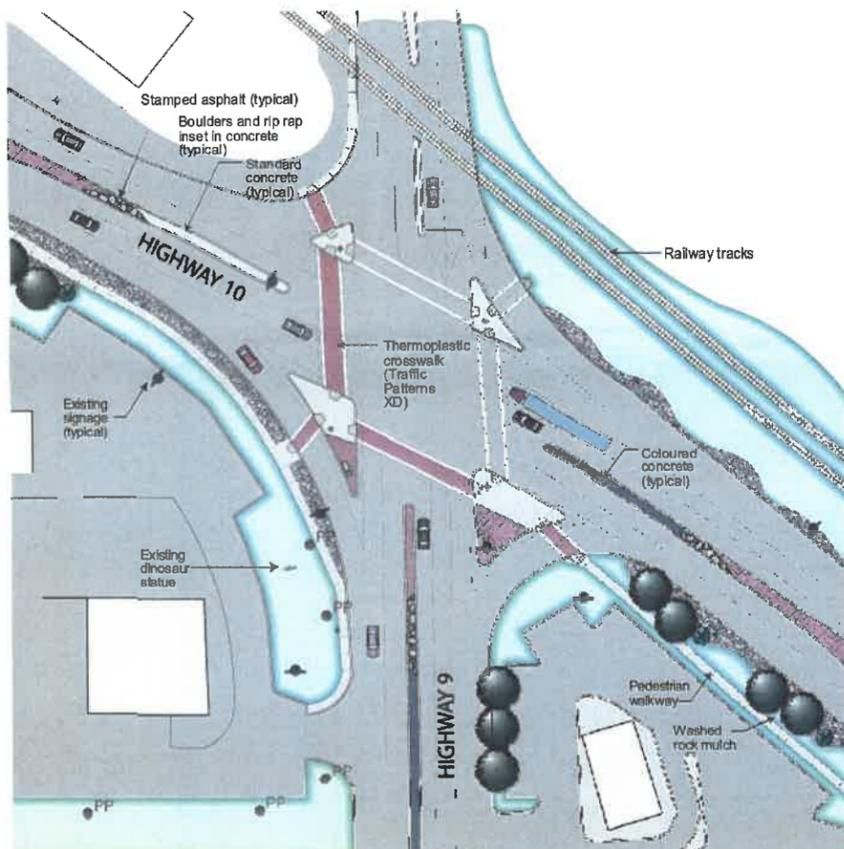 Stamped asphalt (typical)
Boulders and rip rap
inset in concrete
(typical)
Standard
concrete
(typical)
HIGHWAY 10
Railway tracks
Thermoplastic
crosswalk
(Traffic
Patterns
XD)
Existing
signage
(typical)
Coloured
concrete
(typical)
Existing
dinosaur
statue
PP
HIGHWAY 9
Pedestrian
walkway
Washed
rock mulch
PP
PP
PP